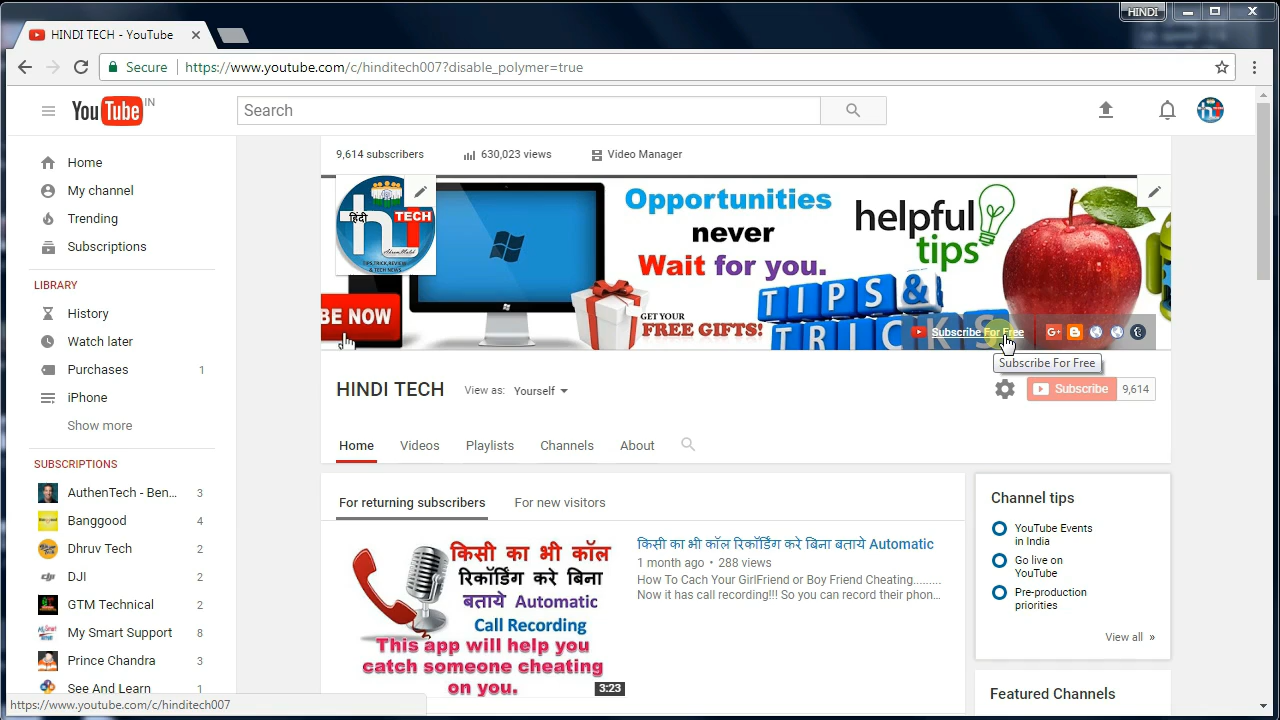 HINDI
HINDI TECH - YouTube
Secure
https://www.youtube.com/c/hinditech007?disable_polymer=true
YouTube IN
Search
Home
My channel
Trending
Subscriptions
LIBRARY
History
Watch later
Purchases 1
iPhone
Show more
SUBSCRIPTIONS
AuthenTech - Ben... 3
Banggood 4
Dhruv Tech 2
DJI 2
GTM Technical 2
My Smart Support 8
Prince Chandra 3
See And Learn 1
https://www.youtube.com/c/hinditech007
9,614 subscribers
630,023 views
Video Manager
हिंदी
hT
TECH
TIPS,TRICK,REVIEW
& TECH NEWS
BE NOW
Opportunities
never
Wait for you.
GET YOUR
FREE GIFTS!
helpful
tips
TIPS &
TRICKS
Subscribe For Free
Subscribe For Free
HINDI TECH
View as: Yourself
Subscribe 9,614
Home
Videos
Playlists
Channels
About
For returning subscribers
For new visitors
किसी का भी कॉल
रिकॉर्डिंग करे बिना
बताये Automatic
Call Recording
This app will help you
catch someone cheating
on you.
3:23
किसी का भी कॉल रिकॉर्डिंग करे बिना बताये Automatic
1 month ago • 288 views
How To Cach Your GirlFriend or Boy Friend Cheating.........
Now it has call recording!!! So you can record their phon...
Channel tips
YouTube Events
in India
Go live on
YouTube
Pre-production
priorities
View all »
Featured Channels